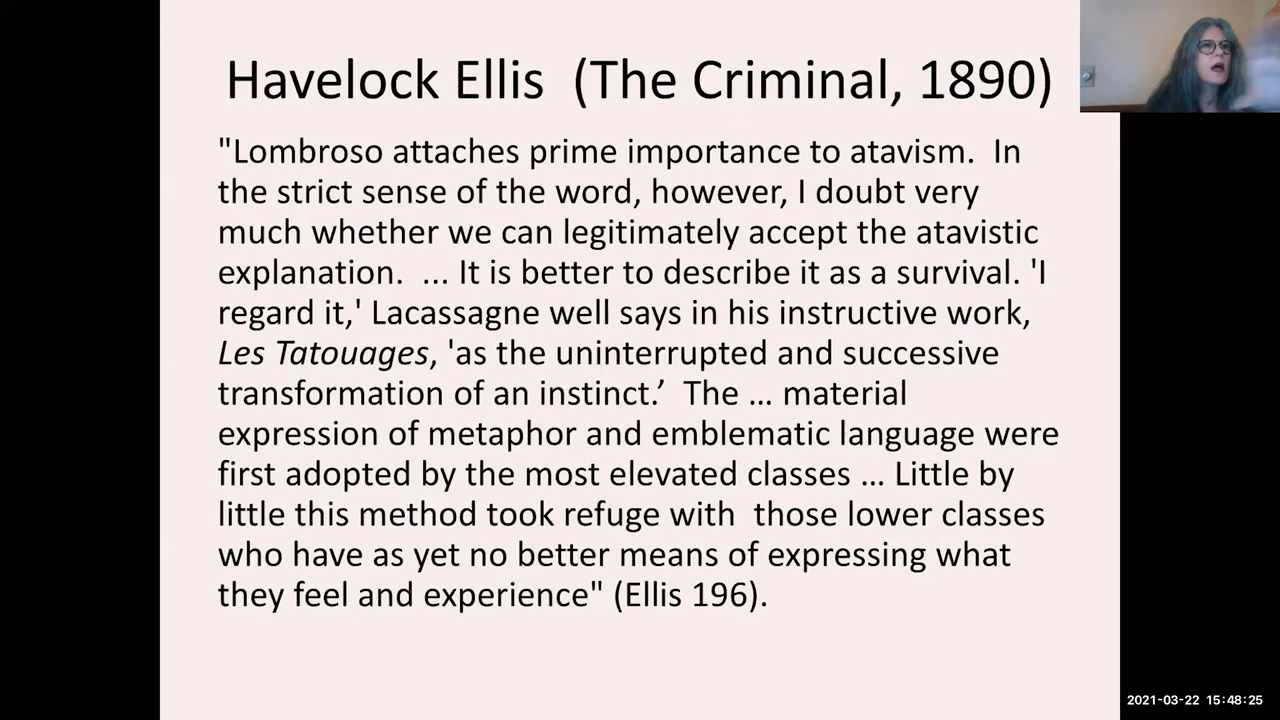 Havelock Ellis  (The Criminal, 1890)
"Lombroso attaches prime importance to atavism.  In
the strict sense of the word, however, I doubt very
much whether we can legitimately accept the atavistic
explanation.  ... It is better to describe it as a survival. 'I
regard it,' Lacassagne well says in his instructive work,
Les Tatouages, 'as the uninterrupted and successive
transformation of an instinct.’  The … material
expression of metaphor and emblematic language were
first adopted by the most elevated classes … Little by
little this method took refuge with  those lower classes
who have as yet no better means of expressing what
they feel and experience" (Ellis 196).
2021-03-22 15:48:25